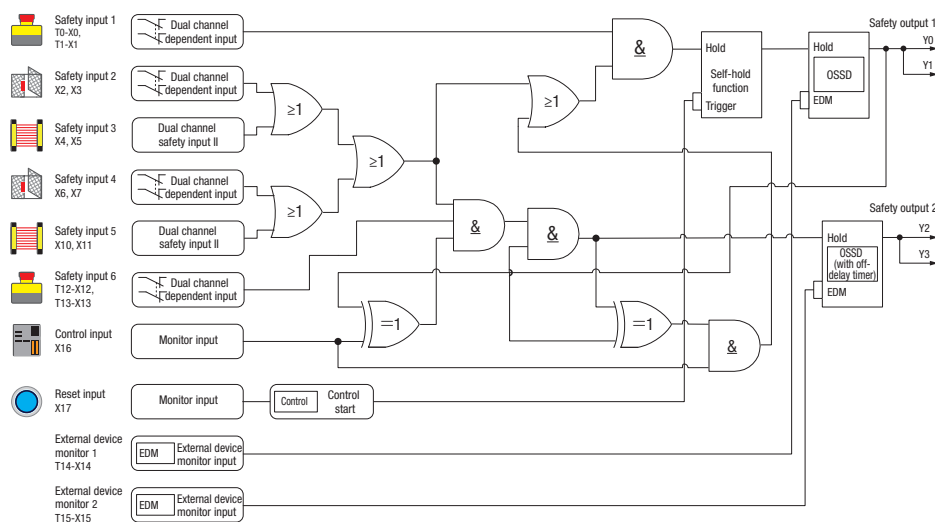 Safety input 1
T0-X0,
T1-X1
Dual channel
dependent input
Safety input 2
X2, X3
Dual channel
dependent input
Safety input 3
X4, X5
Dual channel
safety input II
Safety input 4
X6, X7
Dual channel
dependent input
Safety input 5
X10, X11
Dual channel
safety input II
Safety input 6
T12-X12,
T13-X13
Dual channel
dependent input
Control input
X16
Monitor input
Reset input
X17
Monitor input
Control
Control
start
External device
monitor 1
T14-X14
EDM
External device
monitor input
External device
monitor 2
T15-X15
EDM
External device
monitor input
≥1
≥1
≥1
&
&
=1
&
≥1
=1
&
Hold
Self-hold
function
Trigger
Safety output 1
Hold
OSSD
EDM
Y0
Y1
Safety output 2
Hold
OSSD
(with off-
delay timer)
EDM
Y2
Y3